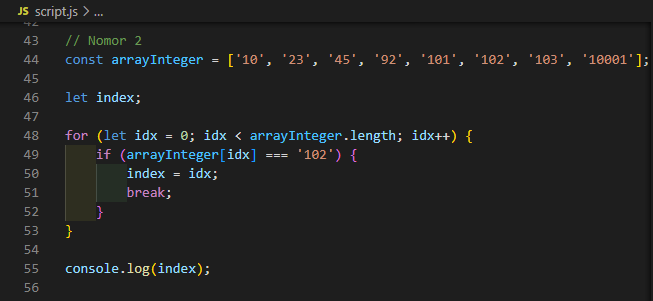 JS script.js > ...
42
43 // Nomor 2
44 const arrayInteger = ['10', '23', '45', '92', '101', '102', '103', '10001'];
45
46 let index;
47
48 for (let idx = 0; idx < arrayInteger.length; idx++) {
49     if (arrayInteger[idx] === '102') {
50         index = idx;
51         break;
52     }
53 }
54
55 console.log(index);
56